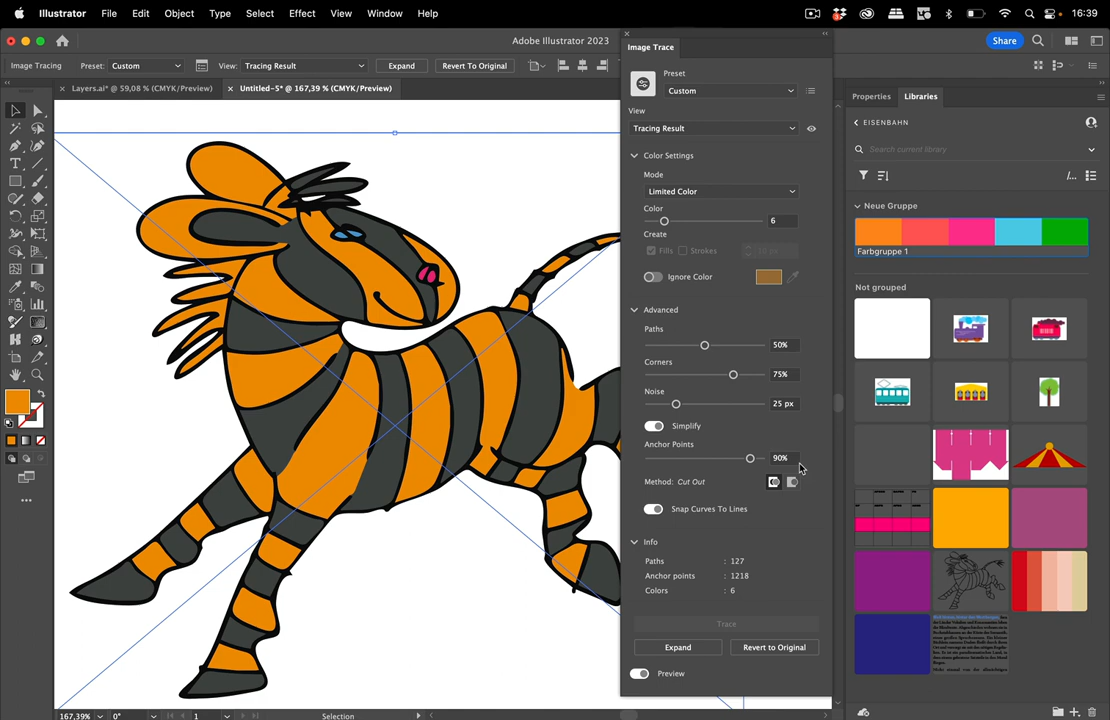 Illustrator File Edit Object Type Select Effect View Window Help 3 16:39
Adobe Illustrator 2023 Share
Image Tracing Preset: Custom View: Tracing Result Expand Revert To Original
Layers.ai* @ 59,08 % (CMYK/Preview) Untitled-5* @ 167,39 % (CMYK/Preview)
Image Trace
Preset
Custom
View
Tracing Result
Color Settings
Mode
Limited Color
Color
6
Create
Fills Strokes
Ignore Color
Advanced
Paths
50%
Corners
75%
Noise
25 px
Simplify
Anchor Points
90%
Method: Cut Out
Snap Curves To Lines
Info
Paths : 127
Anchor points : 1218
Colors : 6
Trace
Expand Revert to Original
Preview
Properties Libraries
EISENBAHN
Search current library
Neue Gruppe
Farbgruppe 1
Not grouped
167,39% 0° 1 Selection